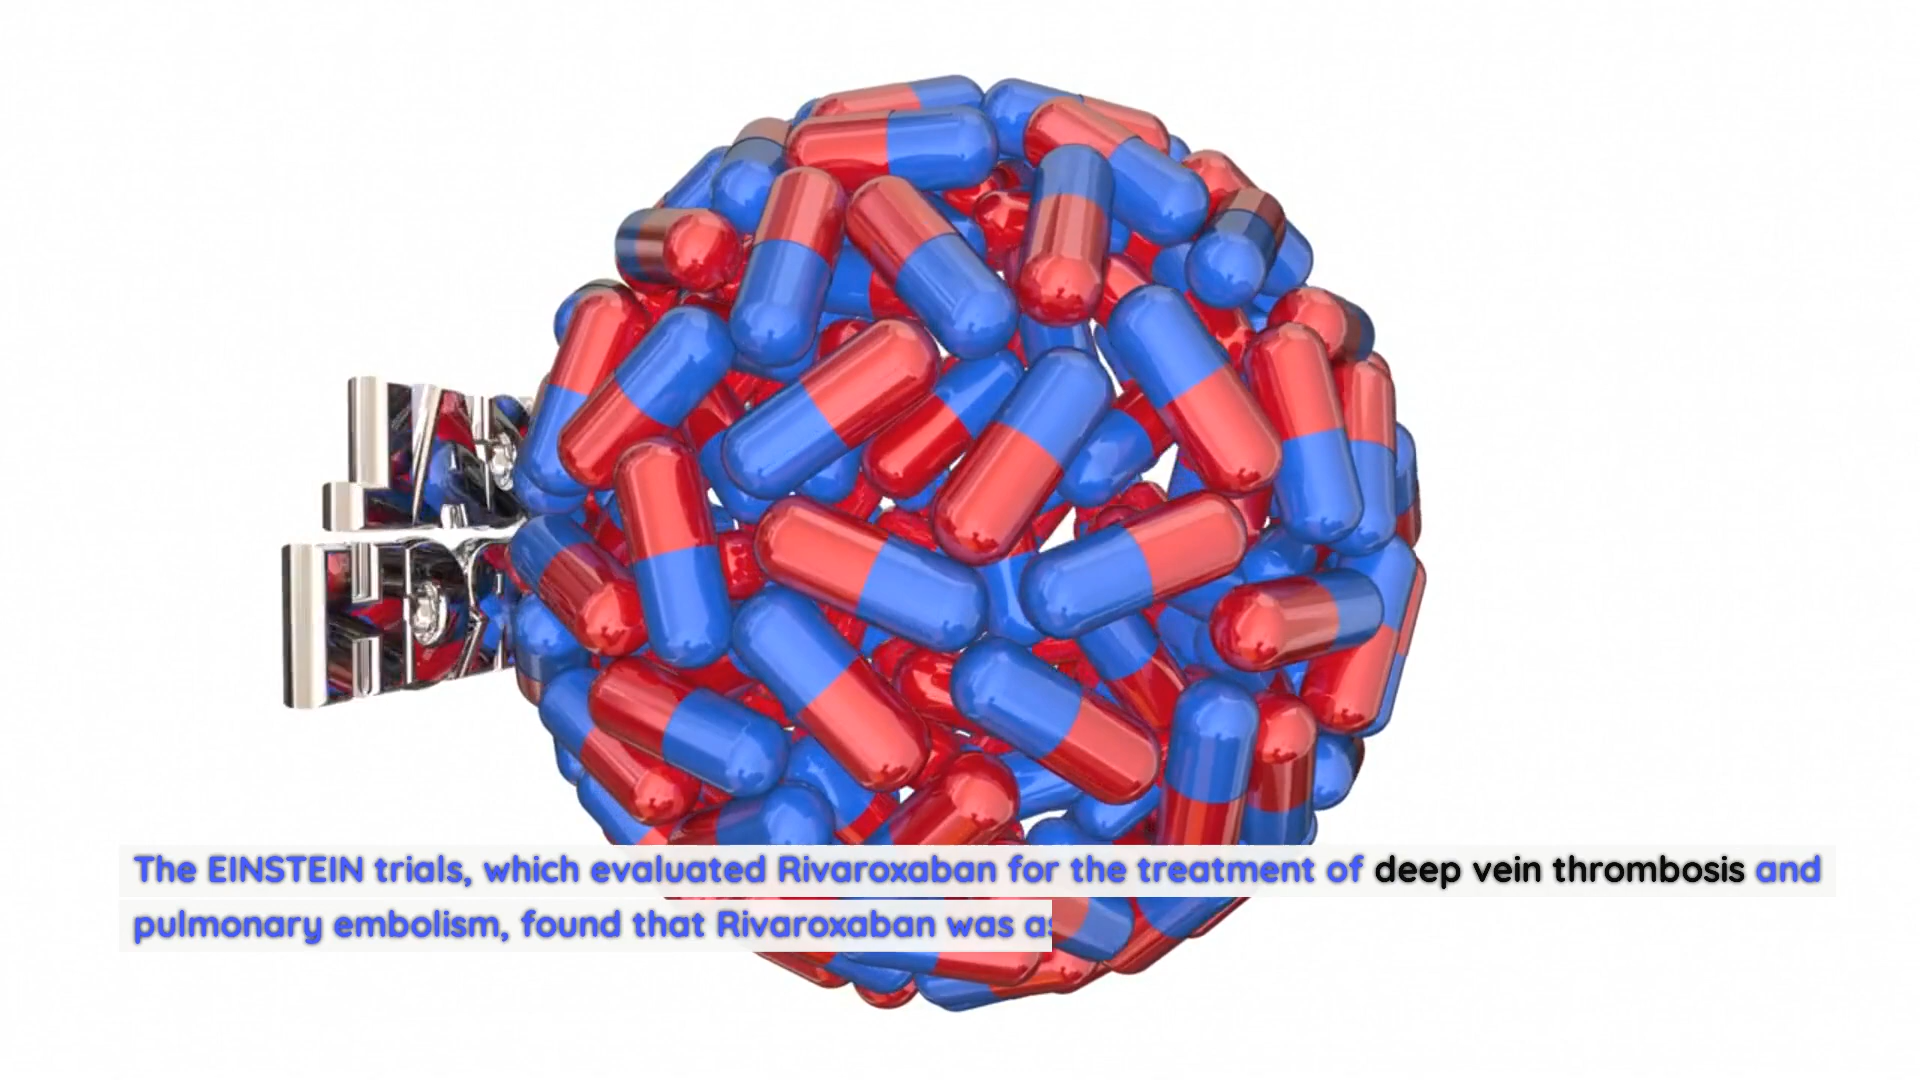 The EINSTEIN trials, which evaluated Rivaroxaban for the treatment of deep vein thrombosis and
pulmonary embolism, found that Rivaroxaban was as